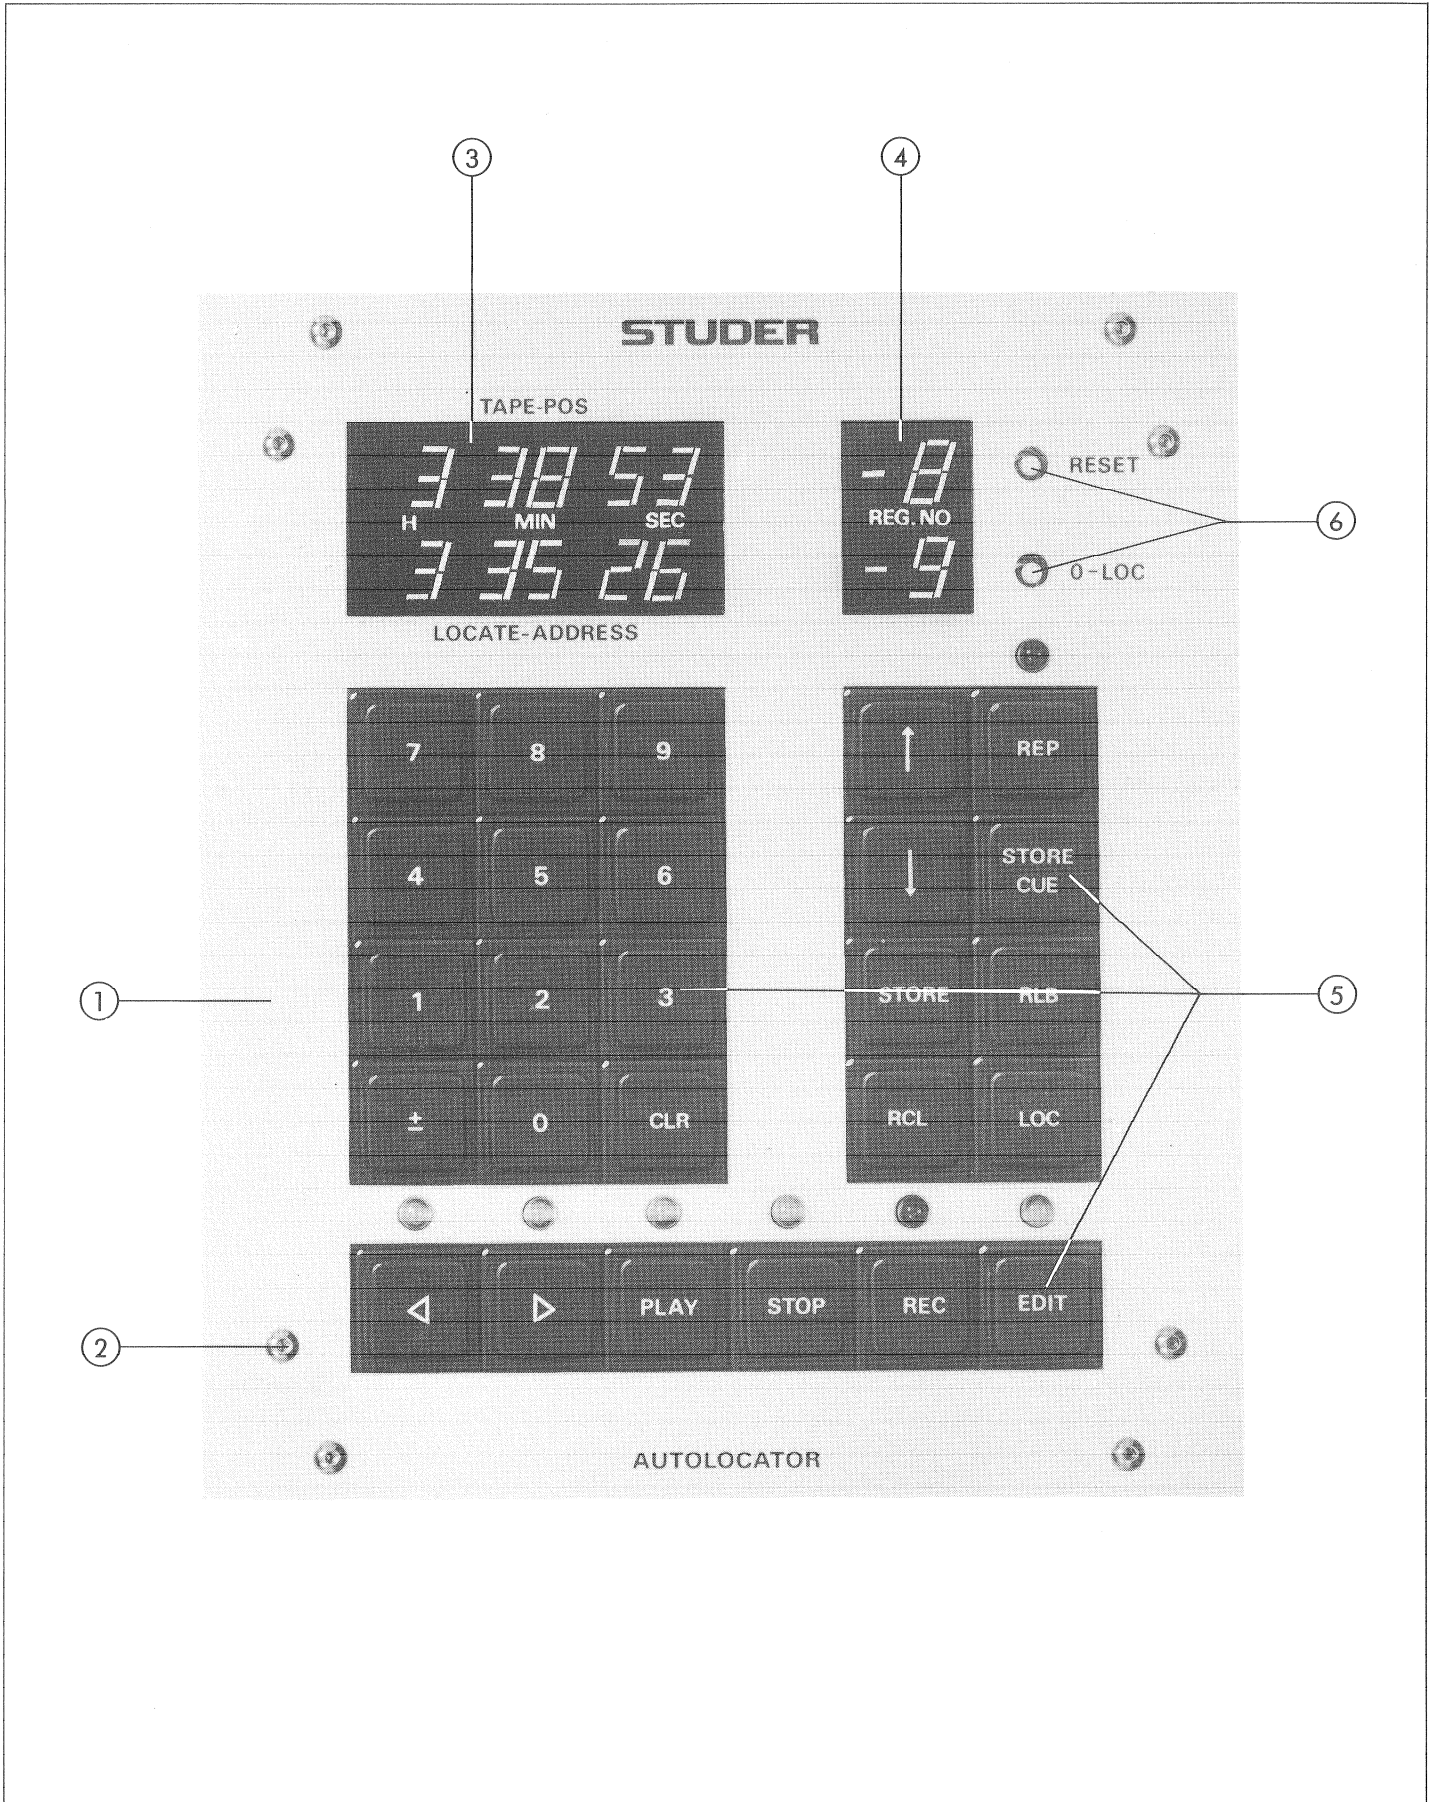 3 4
STUDER
TAPE-POS
3 38 53 -8
RESET
H MIN SEC REG. NO
6
3 35 26 -9
0-LOC
LOCATE-ADDRESS
7 8 9 ↑ REP
4 5 6 ↓ STORE CUE
1 1 2 3 STORE RLB 5
± 0 CLR RCL LOC
◁ ▷ PLAY STOP REC EDIT
2
AUTOLOCATOR